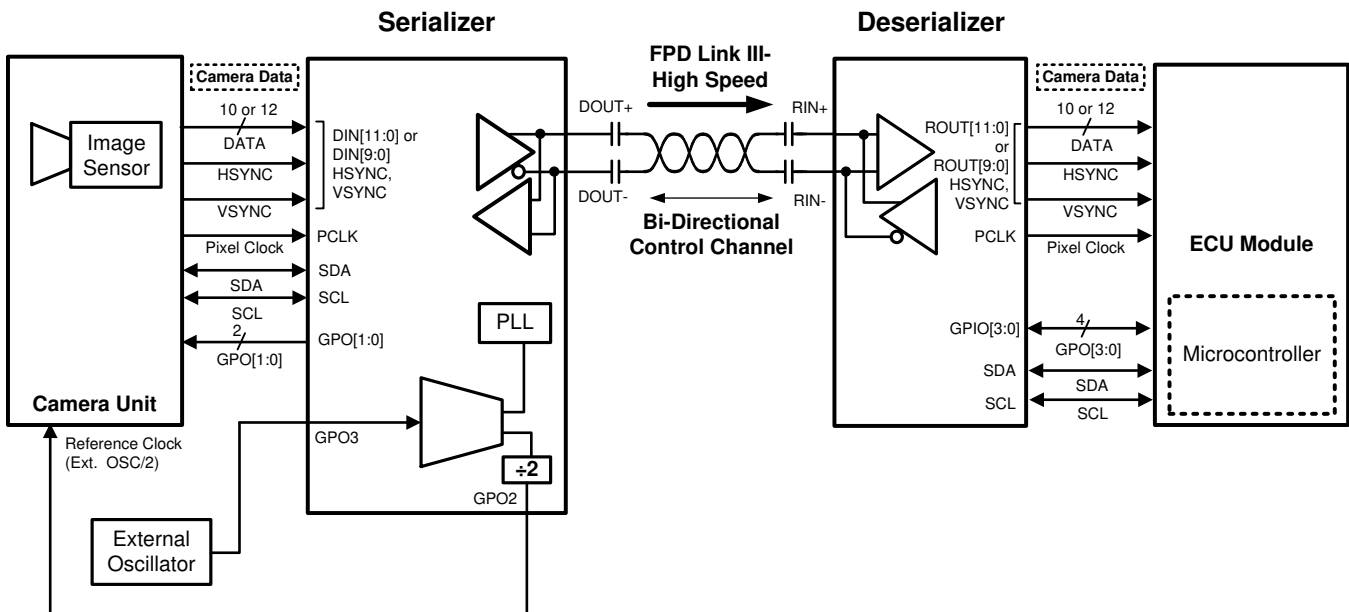 Serializer
Deserializer
FPD Link III-
High Speed
Camera Data
Camera Data
10 or 12
DATA
HSYNC
VSYNC
Pixel Clock
SDA
SCL
2
GPO[1:0]
Image
Sensor
Camera Unit
DIN[11:0] or
DIN[9:0]
HSYNC,
VSYNC
PCLK
SDA
SCL
GPO[1:0]
PLL
GPO3
÷2
GPO2
Reference Clock
(Ext. OSC/2)
External
Oscillator
DOUT+
DOUT-
RIN+
RIN-
Bi-Directional
Control Channel
ROUT[11:0]
or
ROUT[9:0]
HSYNC,
VSYNC
PCLK
GPIO[3:0]
SDA
SCL
10 or 12
DATA
HSYNC
VSYNC
Pixel Clock
4
GPO[3:0]
SDA
SCL
ECU Module
Microcontroller